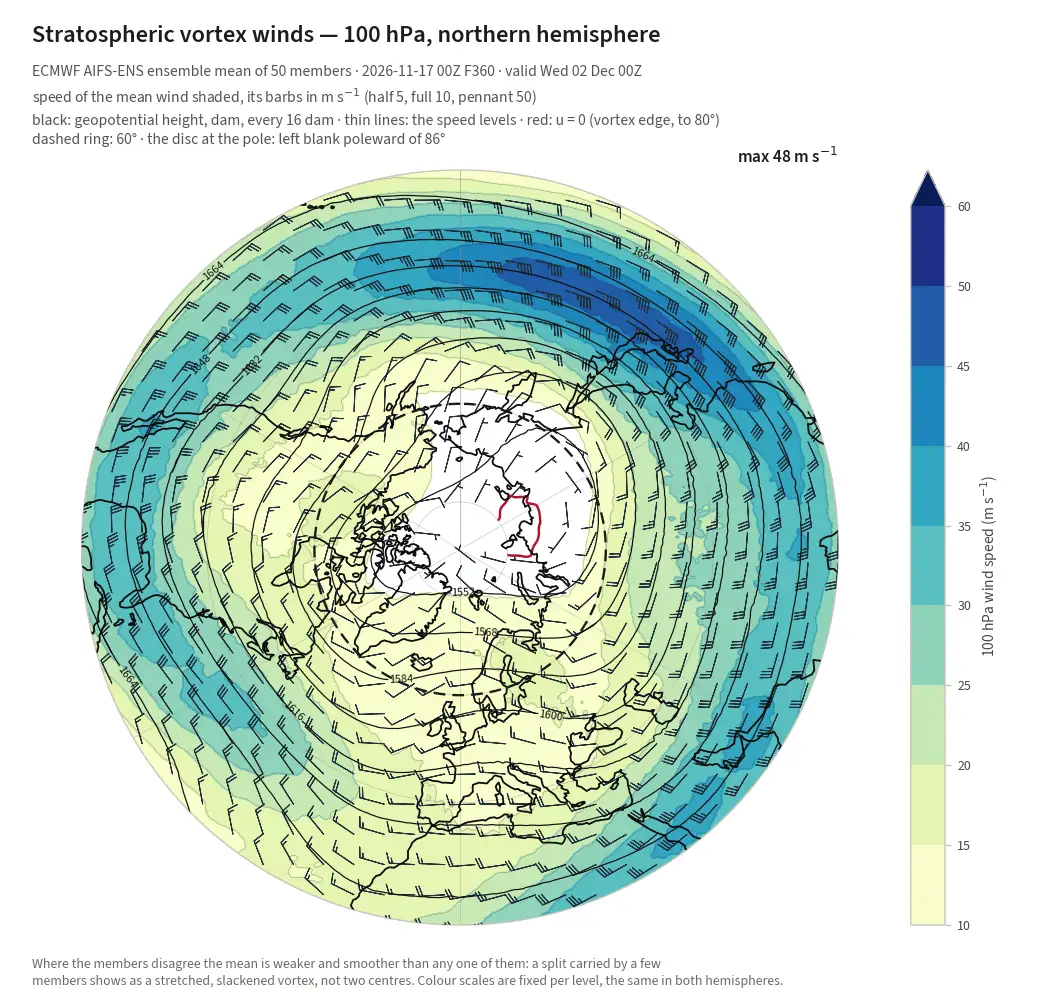 Stratospheric vortex winds — 100 hPa, northern hemisphere
ECMWF AIFS-ENS ensemble mean of 50 members · 2026-11-17 00Z F360 · valid Wed 02 Dec 00Z
speed of the mean wind shaded, its barbs in m s⁻¹ (half 5, full 10, pennant 50)
black: geopotential height, dam, every 16 dam · thin lines: the speed levels · red: u = 0 (vortex edge, to 80°)
dashed ring: 60° · the disc at the pole: left blank poleward of 86°
max 48 m s⁻¹
1664
1664
1632
1552
1568
1584
1600
1616
1664
60
50
45
40
35
30
25
20
15
10
100 hPa wind speed (m s⁻¹)
Where the members disagree the mean is weaker and smoother than any one of them: a split carried by a few
members shows as a stretched, slackened vortex, not two centres. Colour scales are fixed per level, the same in both hemispheres.